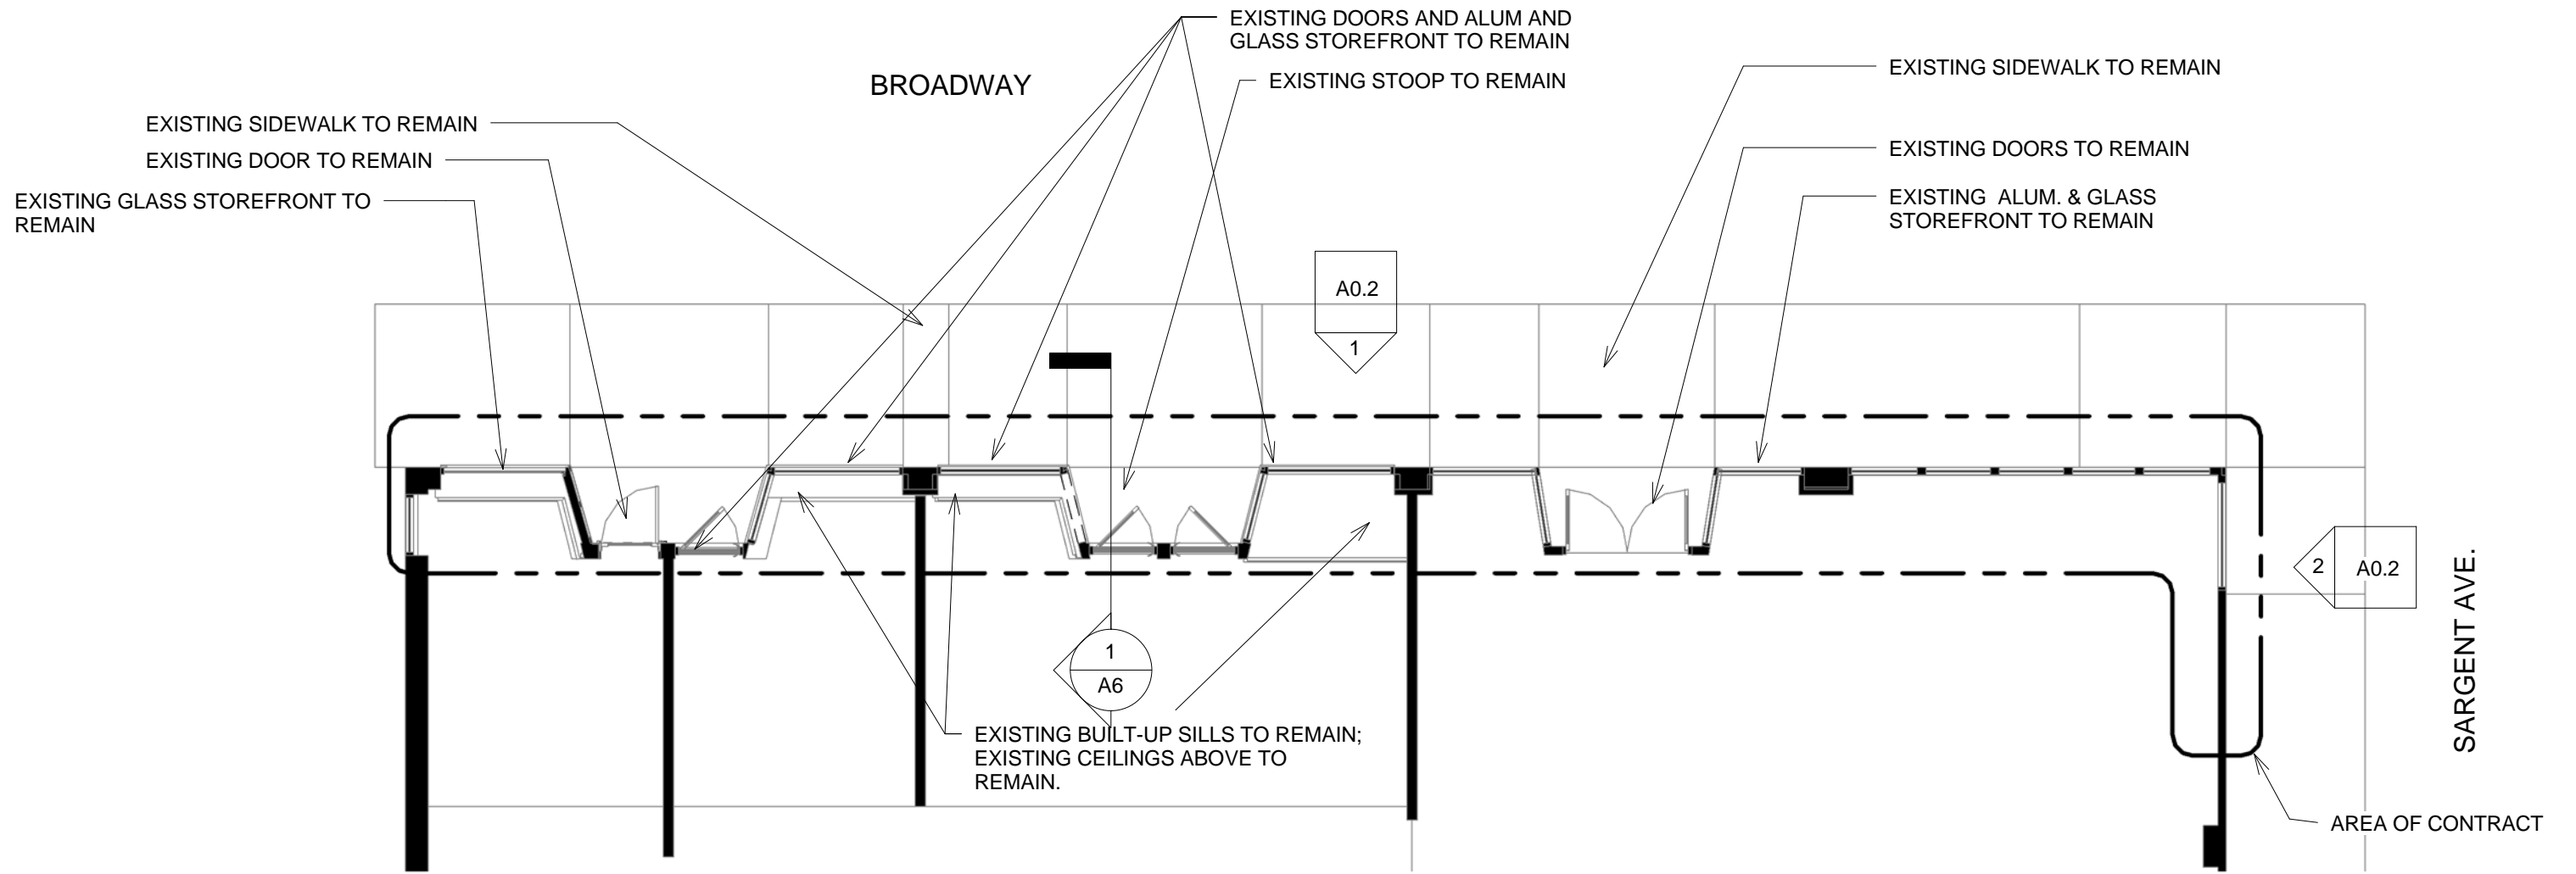 EXISTING DOORS AND ALUM AND
GLASS STOREFRONT TO REMAIN
BROADWAY
EXISTING STOOP TO REMAIN
EXISTING SIDEWALK TO REMAIN
EXISTING SIDEWALK TO REMAIN
EXISTING DOOR TO REMAIN
EXISTING GLASS STOREFRONT TO
REMAIN
EXISTING DOORS TO REMAIN
EXISTING ALUM. & GLASS
STOREFRONT TO REMAIN
A0.2
1
2
A0.2
SARGENT AVE.
1
A6
EXISTING BUILT-UP SILLS TO REMAIN;
EXISTING CEILINGS ABOVE TO
REMAIN.
AREA OF CONTRACT